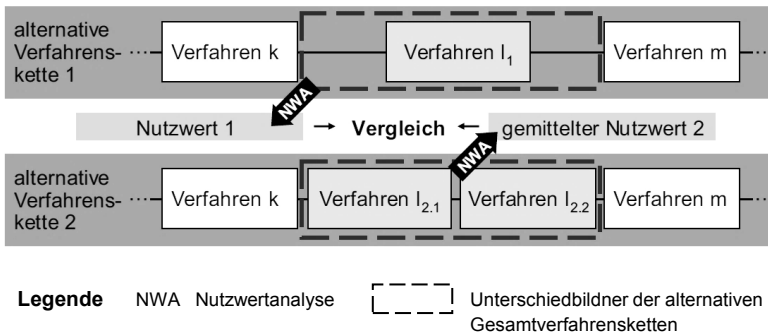 alternative
Verfahrens-
kette 1
Verfahren k
Verfahren l₁
Verfahren m
NWA
Nutzwert 1
Vergleich
gemittelter Nutzwert 2
NWA
alternative
Verfahrens-
kette 2
Verfahren k
Verfahren l₂.₁
Verfahren l₂.₂
Verfahren m
Legende
NWA Nutzwertanalyse
Unterschiedbildner der alternativen
Gesamtverfahrensketten